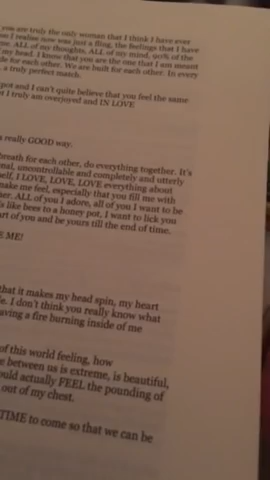 you are truly the only woman that I think I have ever
I realise now was just a fling, the feelings that I have
me. ALL of my thoughts, ALL of my mind, 90% of the
my head. I know that you are the one that I am meant
de for each other. We are built for each other. In every
, a truly perfect match.
pot and I can't quite believe that you feel the same
I truly am overjoyed and IN LOVE
s really GOOD way.
breath for each other, do everything together. It's
nal, uncontrollable and completely and utterly
elf, I LOVE, LOVE, LOVE everything about
make me feel, especially that you fill me with
er. ALL of you I adore, all of you I want to be
s like bees to a honey pot, I want to lick you
art of you and be yours till the end of time.
E ME!
that it makes my head spin, my heart
e. I don't think you really know what
aving a fire burning inside of me
of this world feeling, how
e between us is extreme, is beautiful,
ould actually FEEL the pounding of
out of my chest.
TIME to come so that we can be